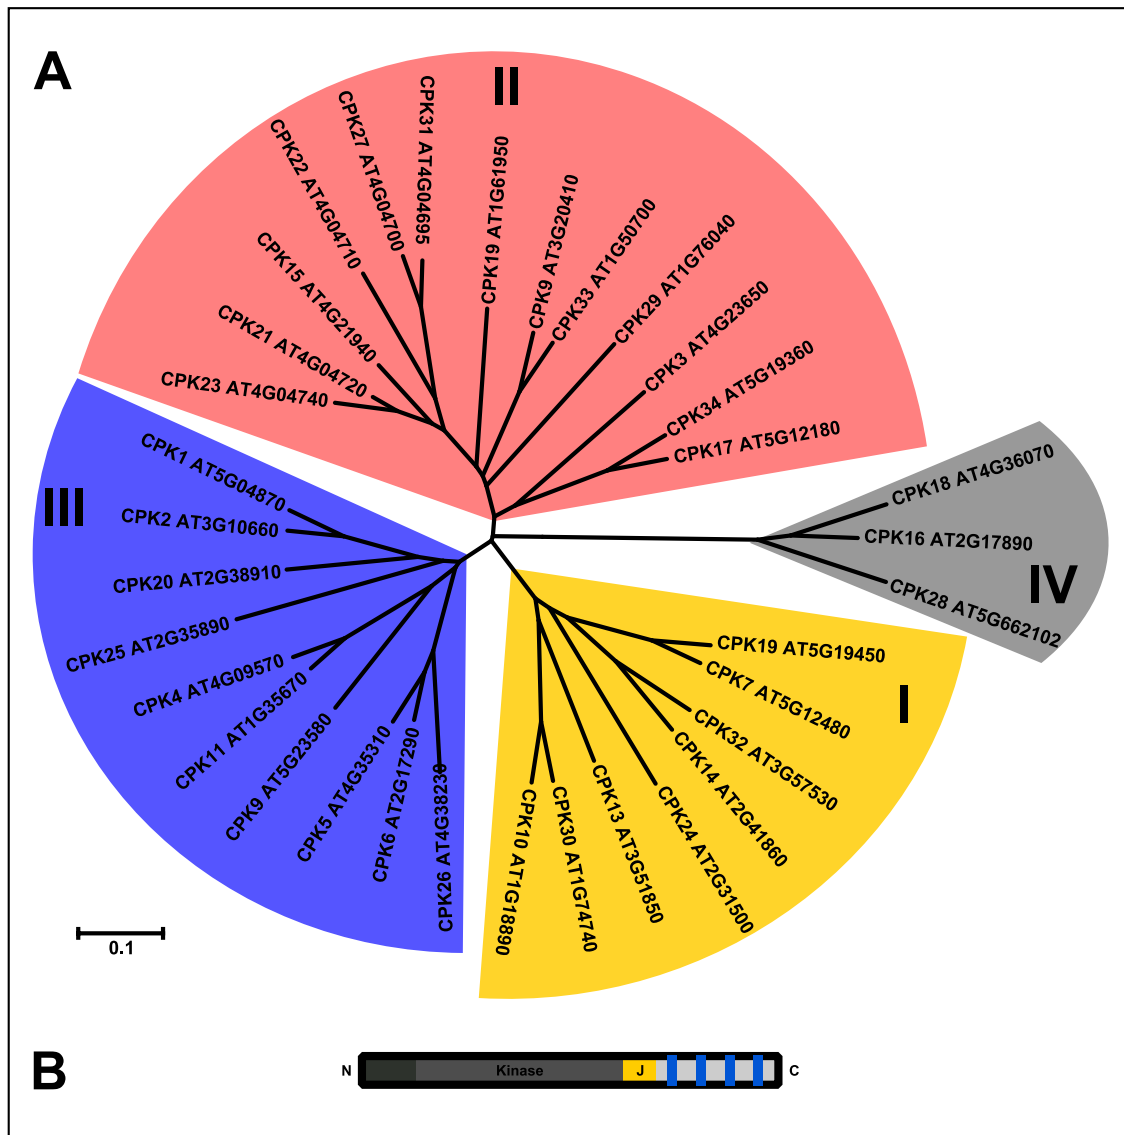 A
II
CPK23 AT4G04740
CPK21 AT4G04720
CPK15 AT4G21940
CPK22 AT4G04710
CPK27 AT4G04700
CPK31 AT4G04695
CPK19 AT1G61950
CPK9 AT3G20410
CPK33 AT1G50700
CPK29 AT1G76040
CPK3 AT4G23650
CPK34 AT5G19360
CPK17 AT5G12180
CPK18 AT4G36070
CPK16 AT2G17890
CPK28 AT5G662102
IV
III
CPK1 AT5G04870
CPK2 AT3G10660
CPK20 AT2G38910
CPK25 AT2G35890
CPK4 AT4G09570
CPK11 AT1G35670
CPK9 AT5G23580
CPK5 AT4G35310
CPK6 AT2G17290
CPK26 AT4G38230
I
CPK19 AT5G19450
CPK7 AT5G12480
CPK32 AT3G57530
CPK14 AT2G41860
CPK24 AT2G31500
CPK13 AT3G51850
CPK30 AT1G74740
CPK10 AT1G18890
0.1
B
N Kinase J C